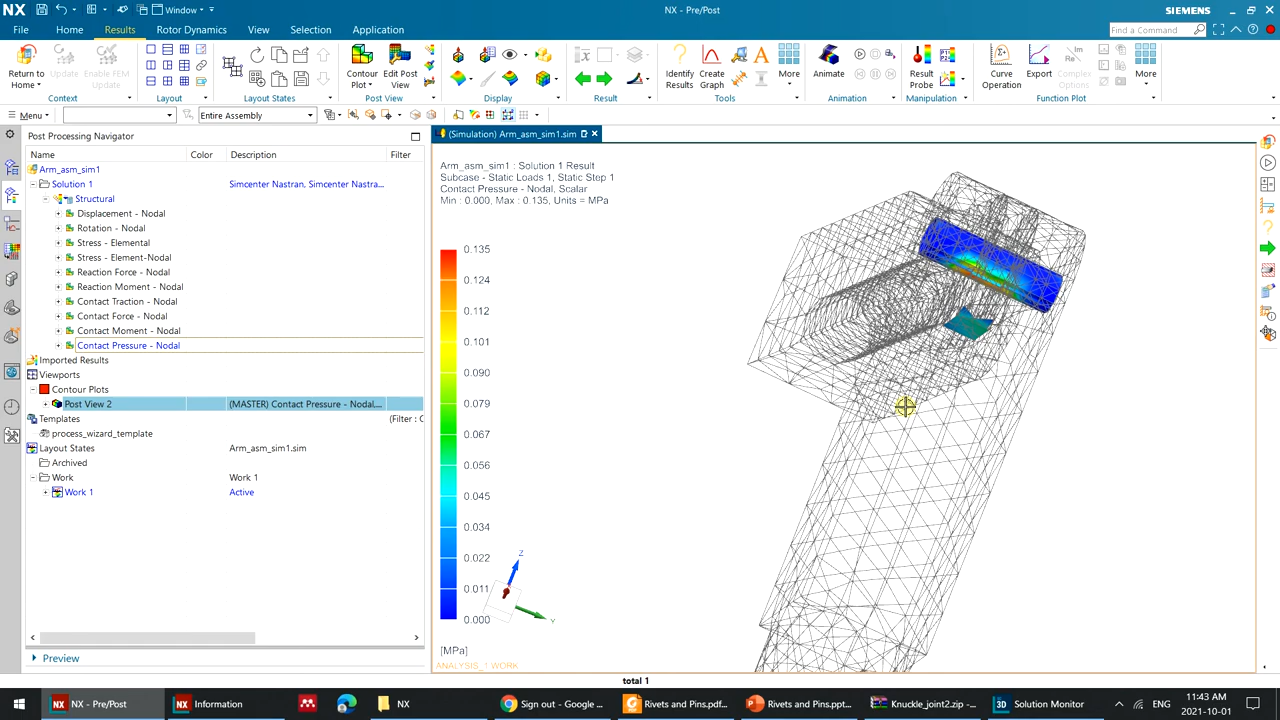 NX
Window
NX - Pre/Post
SIEMENS
File
Home
Results
Rotor Dynamics
View
Selection
Application
Find a Command
Return to Home
Update
Enable FEM Update
Contour Plot
Edit Post View
Identify Results
Create Graph
More
Animate
Result Probe
Curve Operation
Export
Complex Options
More
Context
Layout
Layout States
Post View
Display
Result
Tools
Animation
Manipulation
Function Plot
Menu
Entire Assembly
Post Processing Navigator
(Simulation) Arm_asm_sim1.sim
Name
Color
Description
Filter
Arm_asm_sim1
Solution 1
Simcenter Nastran, Simcenter Nastra...
Structural
Displacement - Nodal
Rotation - Nodal
Stress - Elemental
Stress - Element-Nodal
Reaction Force - Nodal
Reaction Moment - Nodal
Contact Traction - Nodal
Contact Force - Nodal
Contact Moment - Nodal
Contact Pressure - Nodal
Imported Results
Viewports
Contour Plots
Post View 2
(MASTER) Contact Pressure - Nodal,...
Templates
(Filter : C
process_wizard_template
Layout States
Arm_asm_sim1.sim
Archived
Work
Work 1
Work 1
Active
Preview
Arm_asm_sim1 : Solution 1 Result
Subcase - Static Loads 1, Static Step 1
Contact Pressure - Nodal, Scalar
Min : 0.000, Max : 0.135, Units = MPa
0.135
0.124
0.112
0.101
0.090
0.079
0.067
0.056
0.045
0.034
0.022
0.011
0.000
[MPa]
Z
Y
ANALYSIS_1 WORK
total 1
NX - Pre/Post
Information
NX
Sign out - Google ...
Rivets and Pins.pdf...
Rivets and Pins.ppt...
Knuckle_joint2.zip -...
3D
Solution Monitor
ENG
11:43 AM
2021-10-01